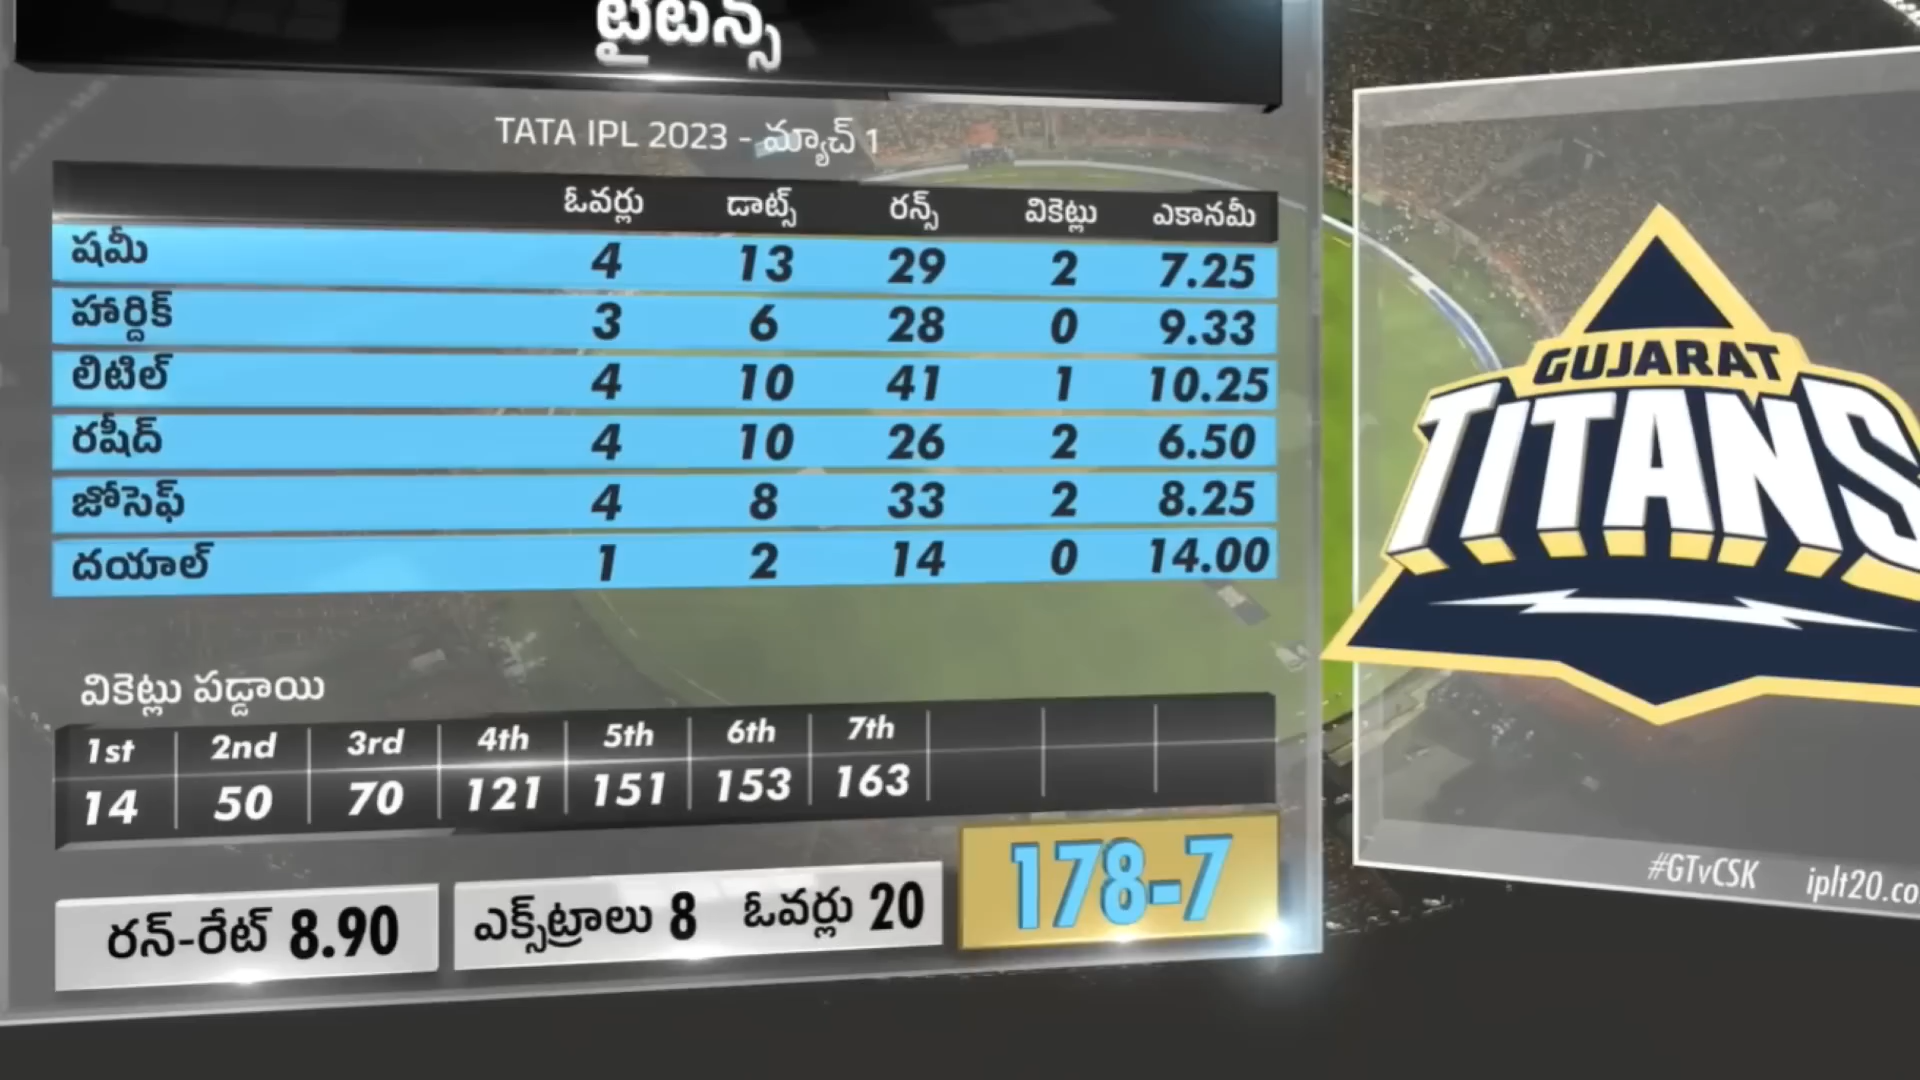 టైటన్స్
TATA IPL 2023 - మ్యాచ్ 1
ఓవర్లు డాట్స్ రన్స్ వికెట్లు ఎకానమీ
షమీ 4 13 29 2 7.25
హార్దిక్ 3 6 28 0 9.33
లిటిల్ 4 10 41 1 10.25
రషీద్ 4 10 26 2 6.50
జోసెఫ్ 4 8 33 2 8.25
దయాల్ 1 2 14 0 14.00
వికెట్లు పడ్డాయి
1st 2nd 3rd 4th 5th 6th 7th
14 50 70 121 151 153 163
రన్-రేట్ 8.90 ఎక్స్‌ట్రాలు 8 ఓవర్లు 20 178-7
GUJARAT
TITANS
#GTvCSK iplt20.co